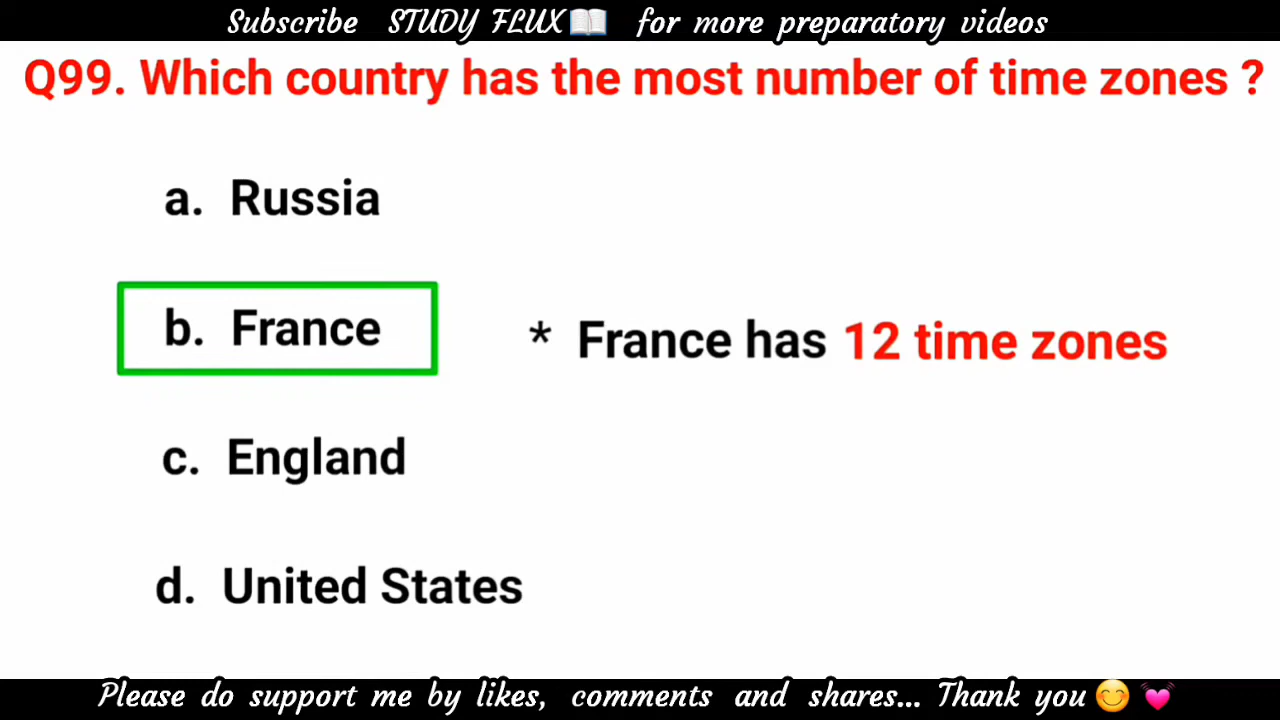 Subscribe STUDY FLUX📖 for more preparatory videos
Q99. Which country has the most number of time zones ?
a. Russia
b. France
* France has 12 time zones
c. England
d. United States
Please do support me by likes, comments and shares... Thank you 😊 💓